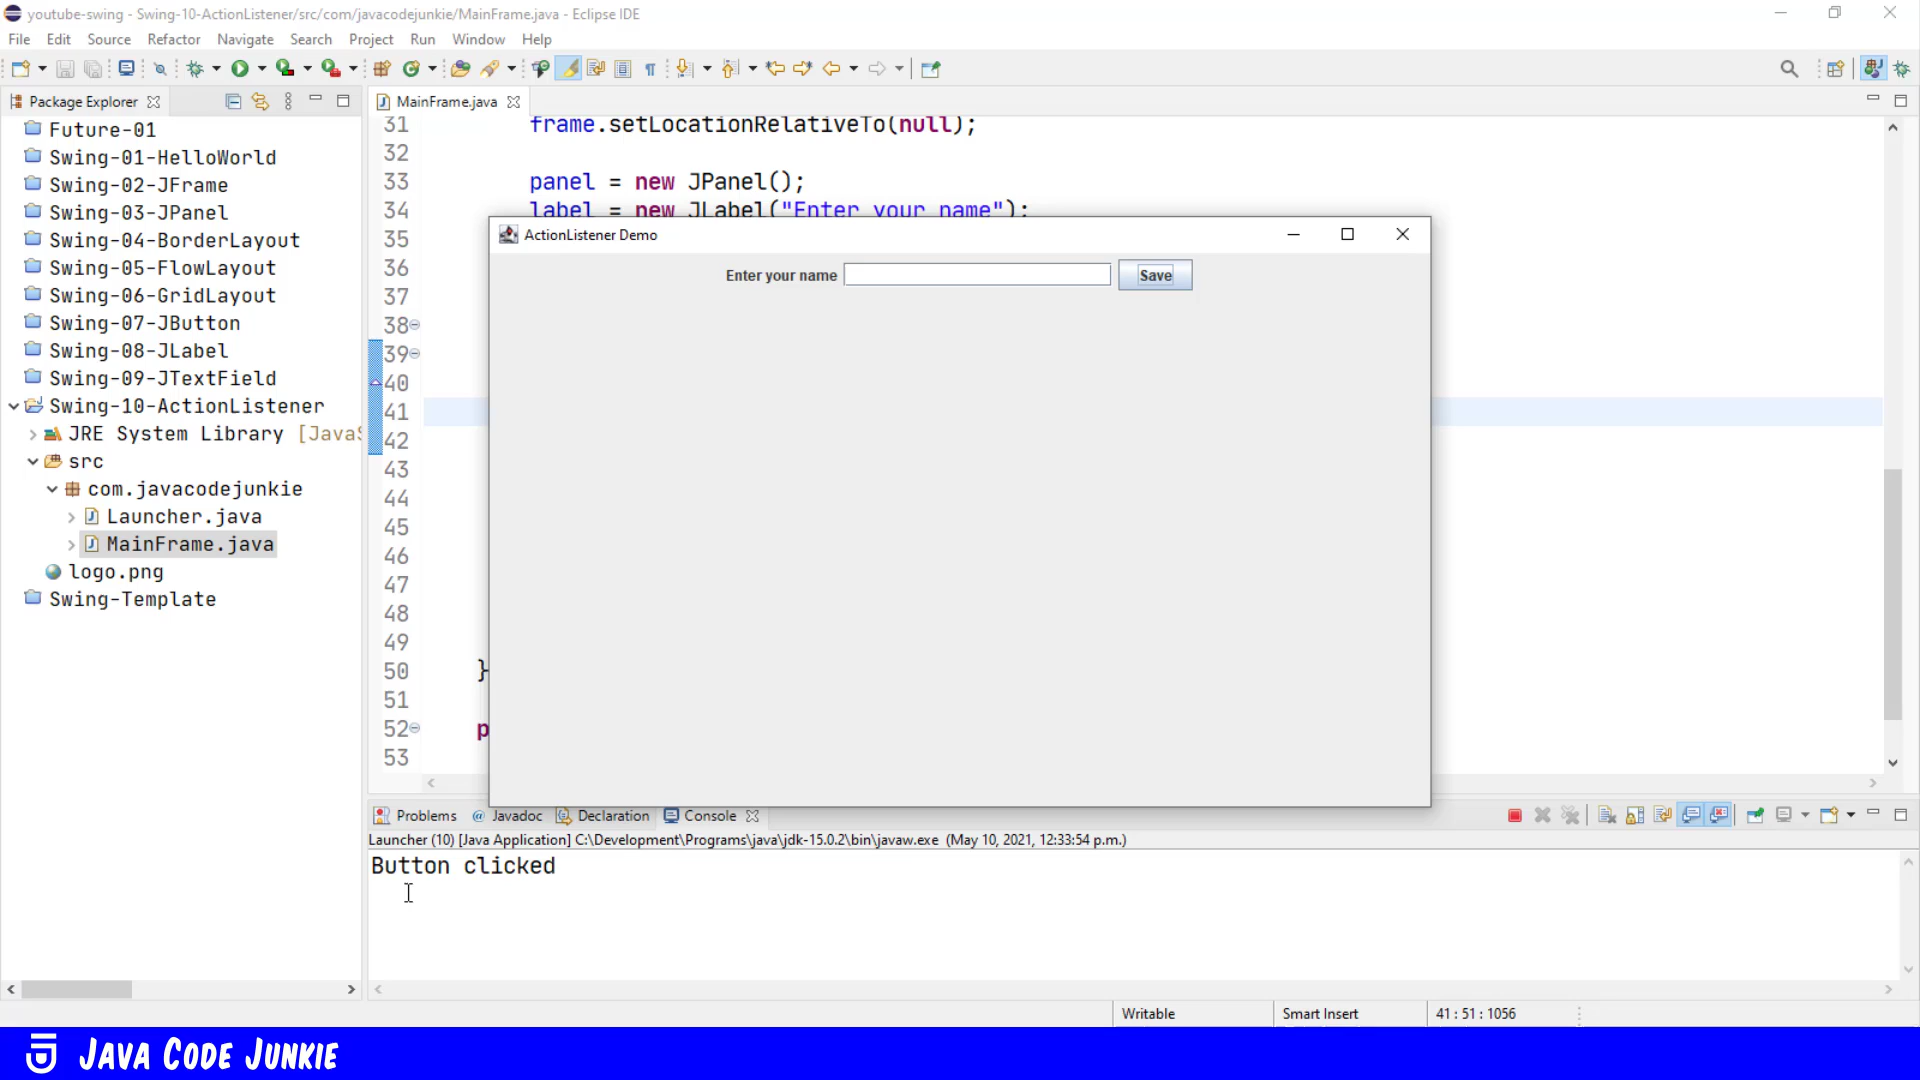 youtube-swing - Swing-10-ActionListener/src/com/javacodejunkie/MainFrame.java - Eclipse IDE
File Edit Source Refactor Navigate Search Project Run Window Help
Package Explorer
Future-01
Swing-01-HelloWorld
Swing-02-JFrame
Swing-03-JPanel
Swing-04-BorderLayout
Swing-05-FlowLayout
Swing-06-GridLayout
Swing-07-JButton
Swing-08-JLabel
Swing-09-JTextField
Swing-10-ActionListener
JRE System Library [JavaS
src
com.javacodejunkie
Launcher.java
MainFrame.java
logo.png
Swing-Template
MainFrame.java
31 frame.setLocationRelativeTo(null);
32
33 panel = new JPanel();
34 label = new JLabel("Enter your name");
35
36
37
38
39
40
41
42
43
44
45
46
47
48
49
50 }
51
52 p
53
ActionListener Demo
Enter your name Save
Problems @ Javadoc Declaration Console
Launcher (10) [Java Application] C:\Development\Programs\java\jdk-15.0.2\bin\javaw.exe (May 10, 2021, 12:33:54 p.m.)
Button clicked
Writable Smart Insert 41 : 51 : 1056
Java Code Junkie